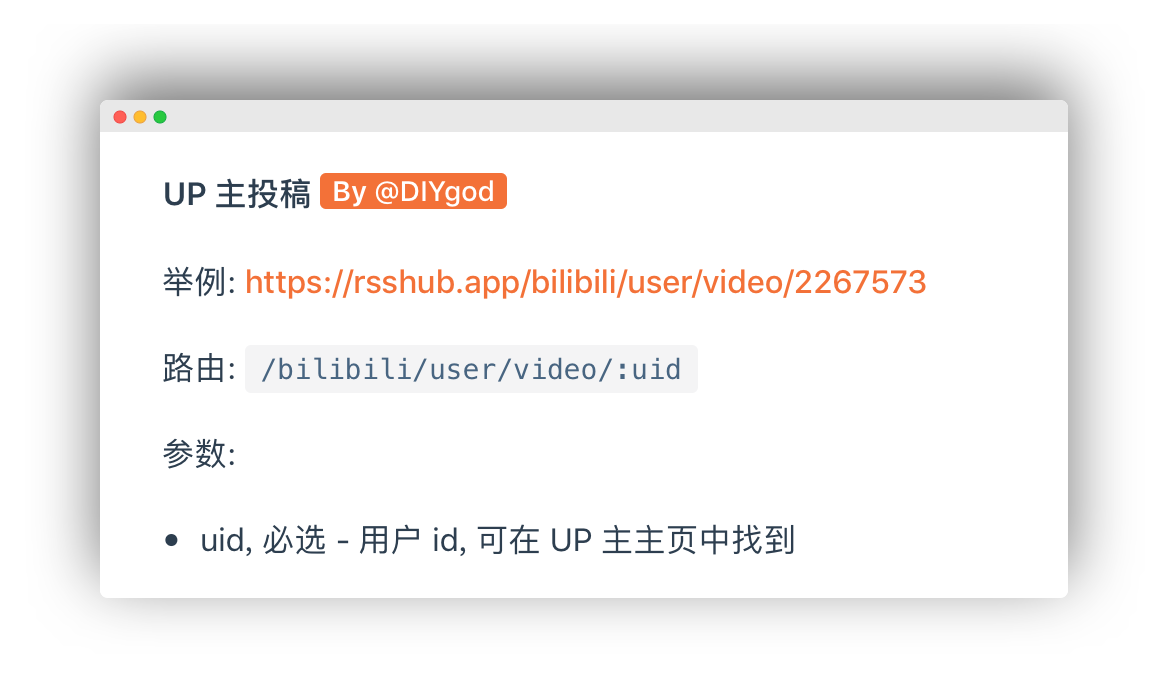 UP 主投稿 By @DIYgod
举例: https://rsshub.app/bilibili/user/video/2267573
路由: /bilibili/user/video/:uid
参数:
• uid, 必选 - 用户 id, 可在 UP 主主页中找到